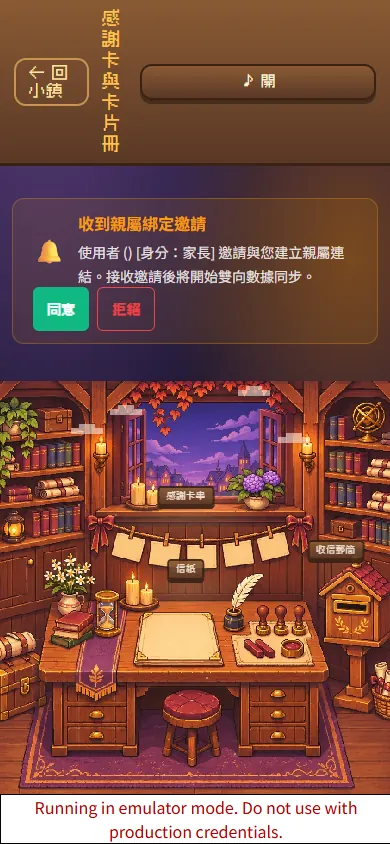 ← 回
小鎮
感謝卡與卡片冊
♪ 開
收到親屬綁定邀請
使用者 () [身分：家長] 邀請與您建立親屬連
結。接收邀請後將開始雙向數據同步。
同意
拒絕
感謝卡串
收信郵筒
信紙
Running in emulator mode. Do not use with
production credentials.